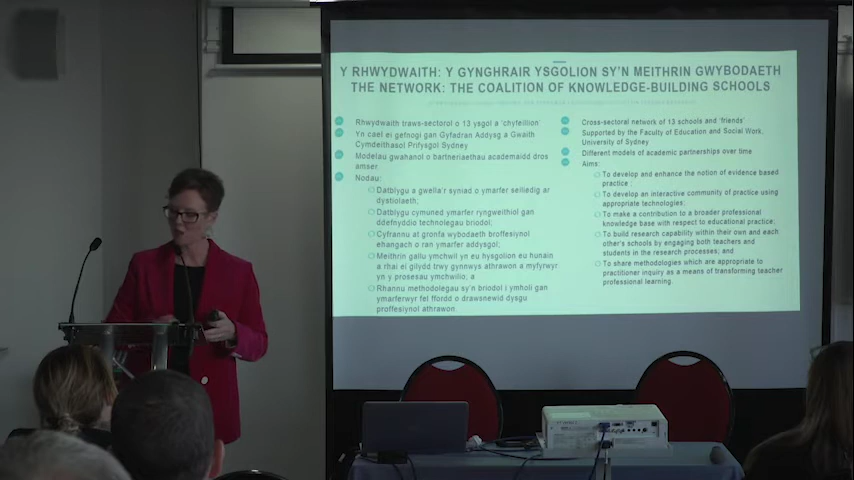 Y RHWYDWAITH: Y GYNGHRAIR YSGOLION SY'N MEITHRIN GWYBODAETH
THE NETWORK: THE COALITION OF KNOWLEDGE-BUILDING SCHOOLS
Rhwydwaith traws-sectorol o 13 ysgol a 'chyfeillion'
Yn cael ei gefnogi gan Gyfadran Addysg a Gwaith
Cymdeithasol Prifysgol Sydney
Modelau gwahanol o bartneriaethau academaidd dros
amser.
Nodau:
Datblygu a gwella'r syniad o ymarfer seiliedig ar
dystiolaeth;
Datblygu cymuned ymarfer ryngweithiol gan
ddefnyddio technolegau briodol;
Cyfrannu at gronfa wybodaeth broffesiynol
ehangach o ran ymarfer addysgol;
Meithrin gallu ymchwil yn eu hysgolion eu hunain
a rhai ei gilydd trwy gynnwys athrawon a myfyrwyr
yn y prosesau ymchwilio; a
Rhannu methodolegau sy'n briodol i ymholi gan
ymarferwyr fel ffordd o drawsnewid dysgu
proffesiynol athrawon.
Cross-sectoral network of 13 schools and 'friends'
Supported by the Faculty of Education and Social Work,
University of Sydney
Different models of academic partnerships over time
Aims:
To develop and enhance the notion of evidence based
practice ;
To develop an interactive community of practice using
appropriate technologies;
To make a contribution to a broader professional
knowledge base with respect to educational practice;
To build research capability within their own and each
other's schools by engaging both teachers and
students in the research processes; and
To share methodologies which are appropriate to
practitioner inquiry as a means of transforming teacher
professional learning.